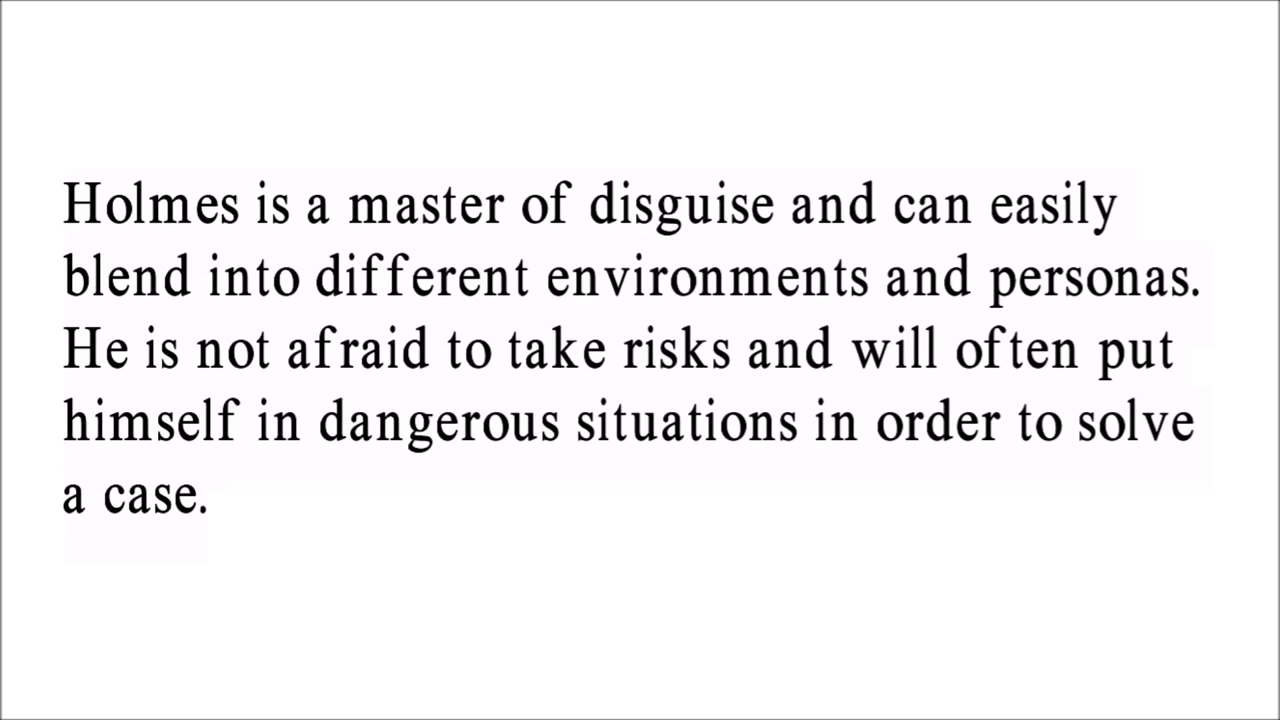 Holmes is a master of disguise and can easily
blend into different environments and personas.
He is not afraid to take risks and will often put
himself in dangerous situations in order to solve
a case.